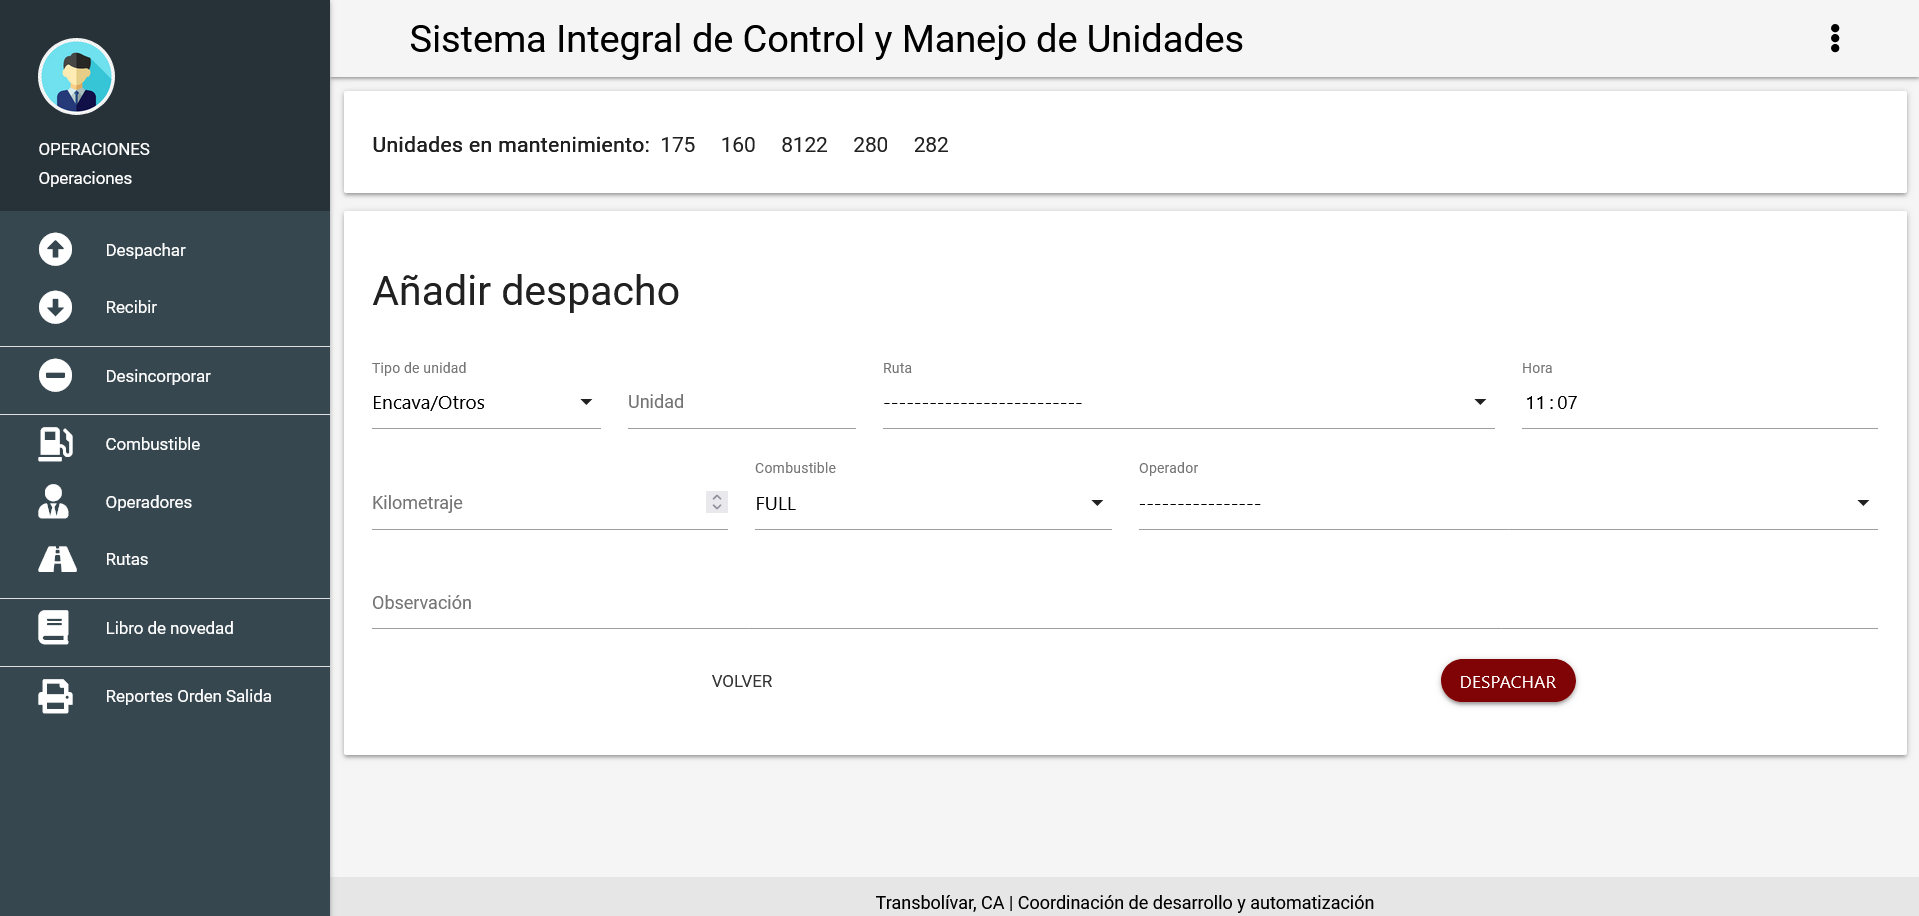 OPERACIONES
Operaciones
Despachar
Recibir
Desincorporar
Combustible
Operadores
Rutas
Libro de novedad
Reportes Orden Salida
Sistema Integral de Control y Manejo de Unidades
Unidades en mantenimiento: 175 160 8122 280 282
Añadir despacho
Tipo de unidad Ruta Hora
Encava/Otros Unidad -------------------------- 11 : 07
Combustible Operador
Kilometraje FULL ----------------
Observación
VOLVER DESPACHAR
Transbolívar, CA | Coordinación de desarrollo y automatización